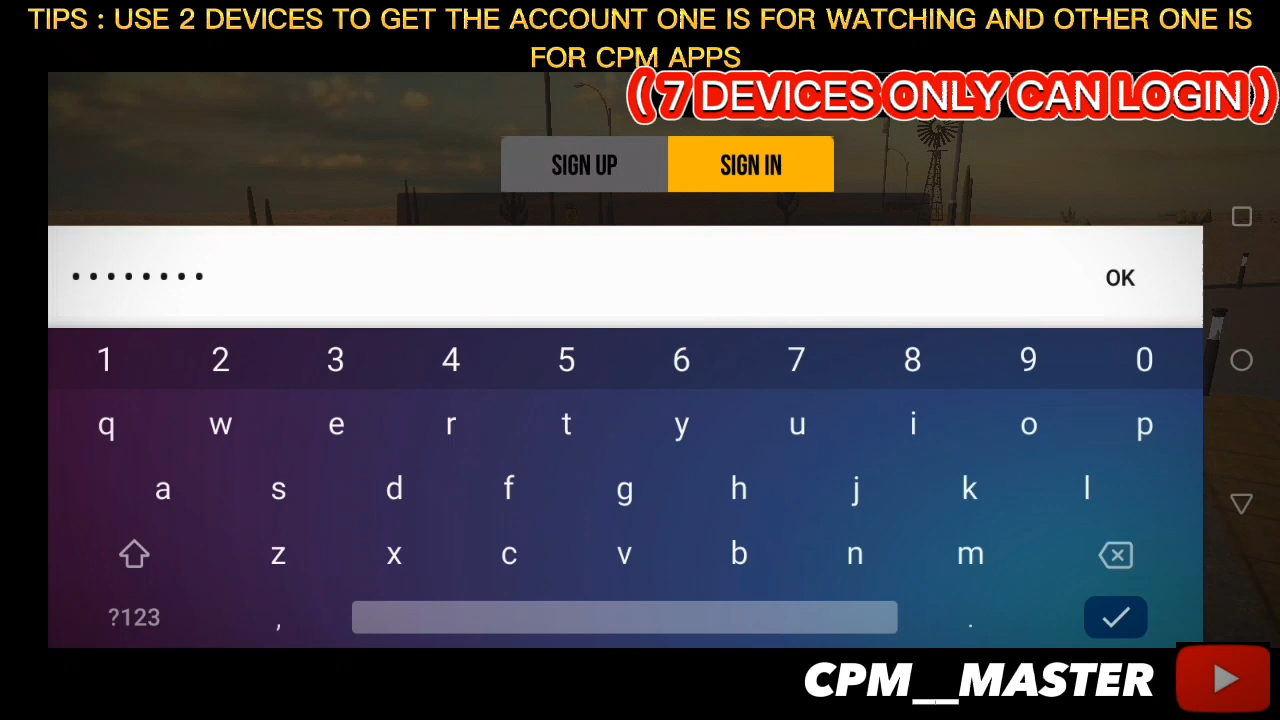 TIPS : USE 2 DEVICES TO GET THE ACCOUNT ONE IS FOR WATCHING AND OTHER ONE IS
FOR CPM APPS
( 7 DEVICES ONLY CAN LOGIN )
SIGN UP SIGN IN
••••••••
OK
1 2 3 4 5 6 7 8 9 0
q w e r t y u i o p
a s d f g h j k l
z x c v b n m
?123 , .
CPM__MASTER